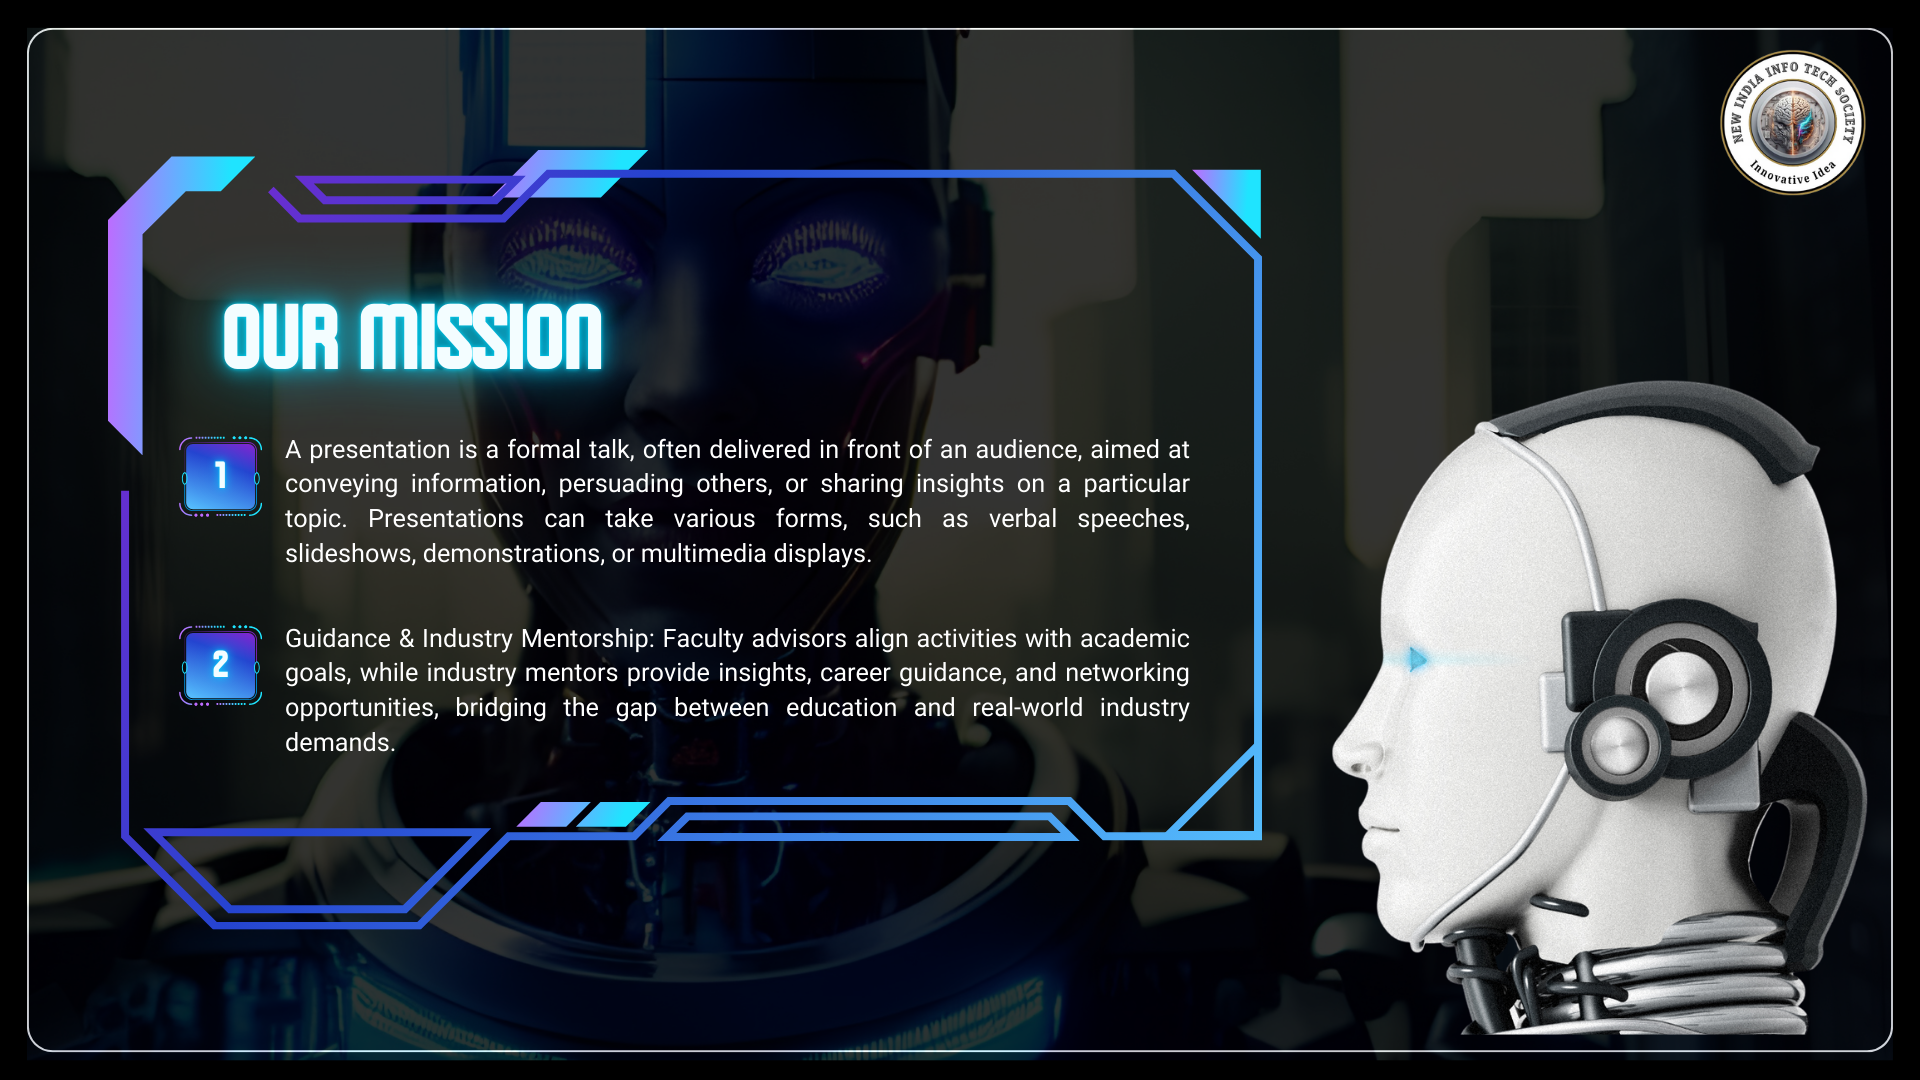 NEW INDIA INFO TECH SOCIETY
Innovative Idea
OUR MISSION
1
A presentation is a formal talk, often delivered in front of an audience, aimed at
conveying information, persuading others, or sharing insights on a particular
topic. Presentations can take various forms, such as verbal speeches,
slideshows, demonstrations, or multimedia displays.
2
Guidance & Industry Mentorship: Faculty advisors align activities with academic
goals, while industry mentors provide insights, career guidance, and networking
opportunities, bridging the gap between education and real-world industry
demands.